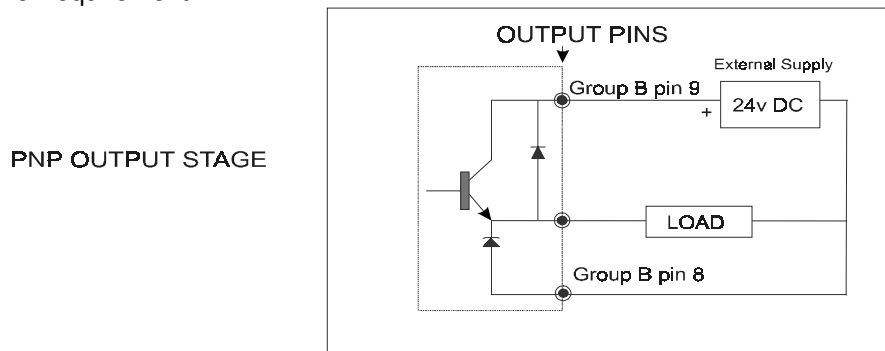 OUTPUT PINS
External Supply
Group B pin 9
+
24v DC
PNP OUTPUT STAGE
LOAD
Group B pin 8